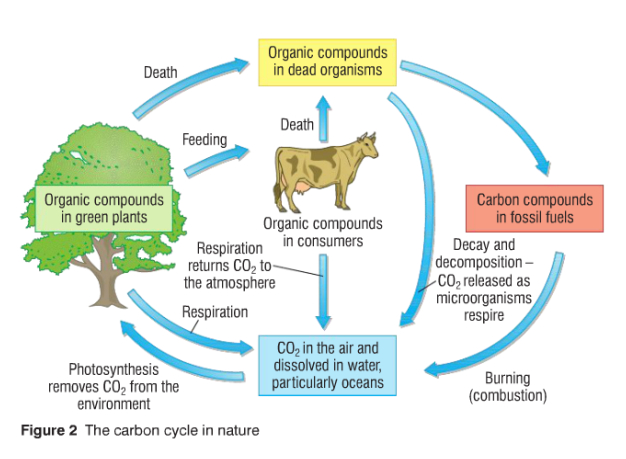 Organic compounds
in dead organisms
Death
Death
Feeding
Organic compounds
in green plants
Carbon compounds
in fossil fuels
Organic compounds
in consumers
Respiration
returns CO₂ to
the atmosphere
Decay and
decomposition –
CO₂ released as
microorganisms
respire
Respiration
CO₂ in the air and
dissolved in water,
particularly oceans
Photosynthesis
removes CO₂ from the
environment
Burning
(combustion)
Figure 2 The carbon cycle in nature